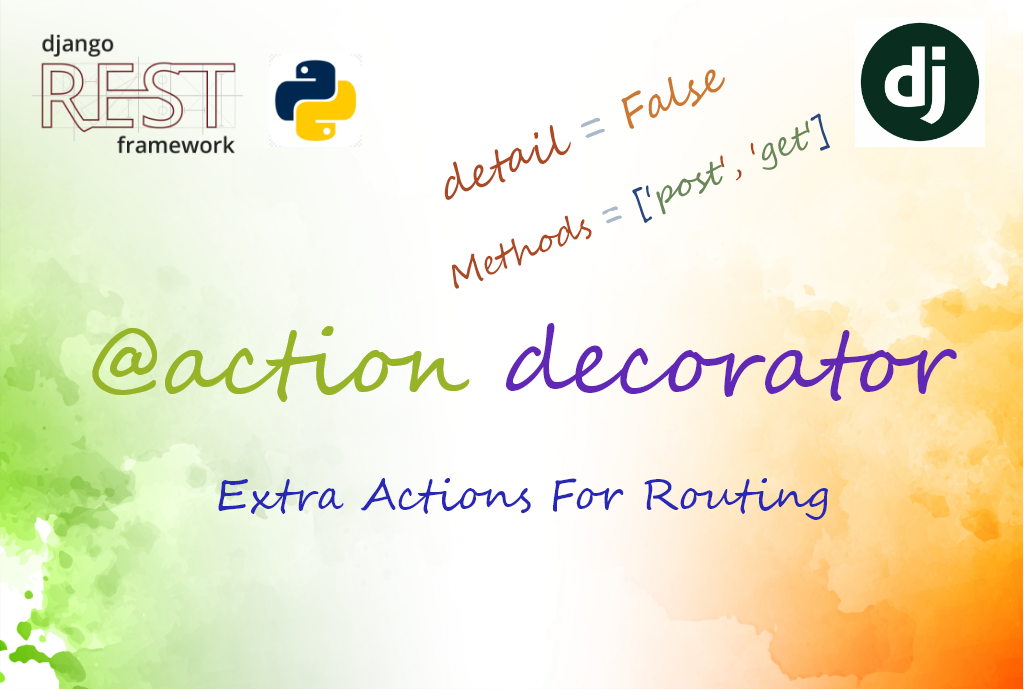 django
REST
framework
dj
detail = False
Methods = ['post', 'get']
@action decorator
Extra Actions For Routing